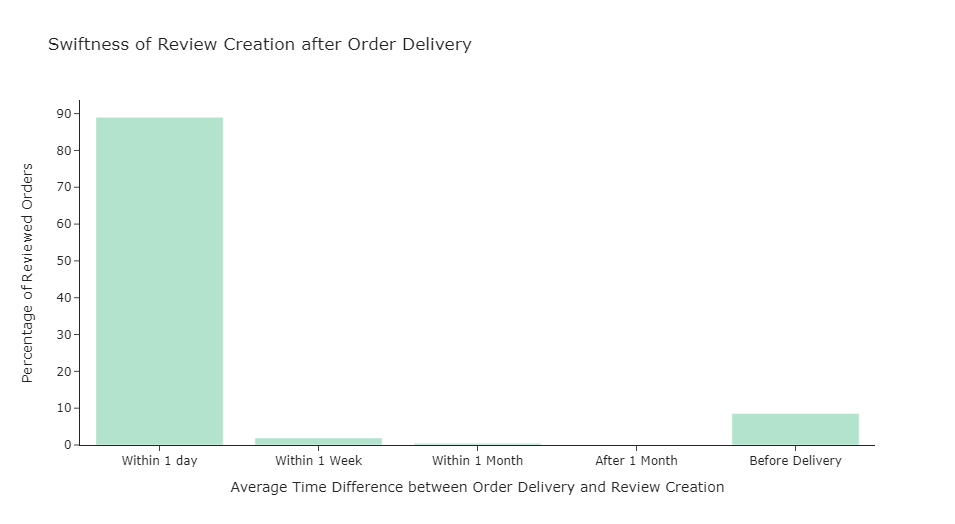 Swiftness of Review Creation after Order Delivery
Percentage of Reviewed Orders
90
80
70
60
50
40
30
20
10
0
Within 1 day
Within 1 Week
Within 1 Month
After 1 Month
Before Delivery
Average Time Difference between Order Delivery and Review Creation